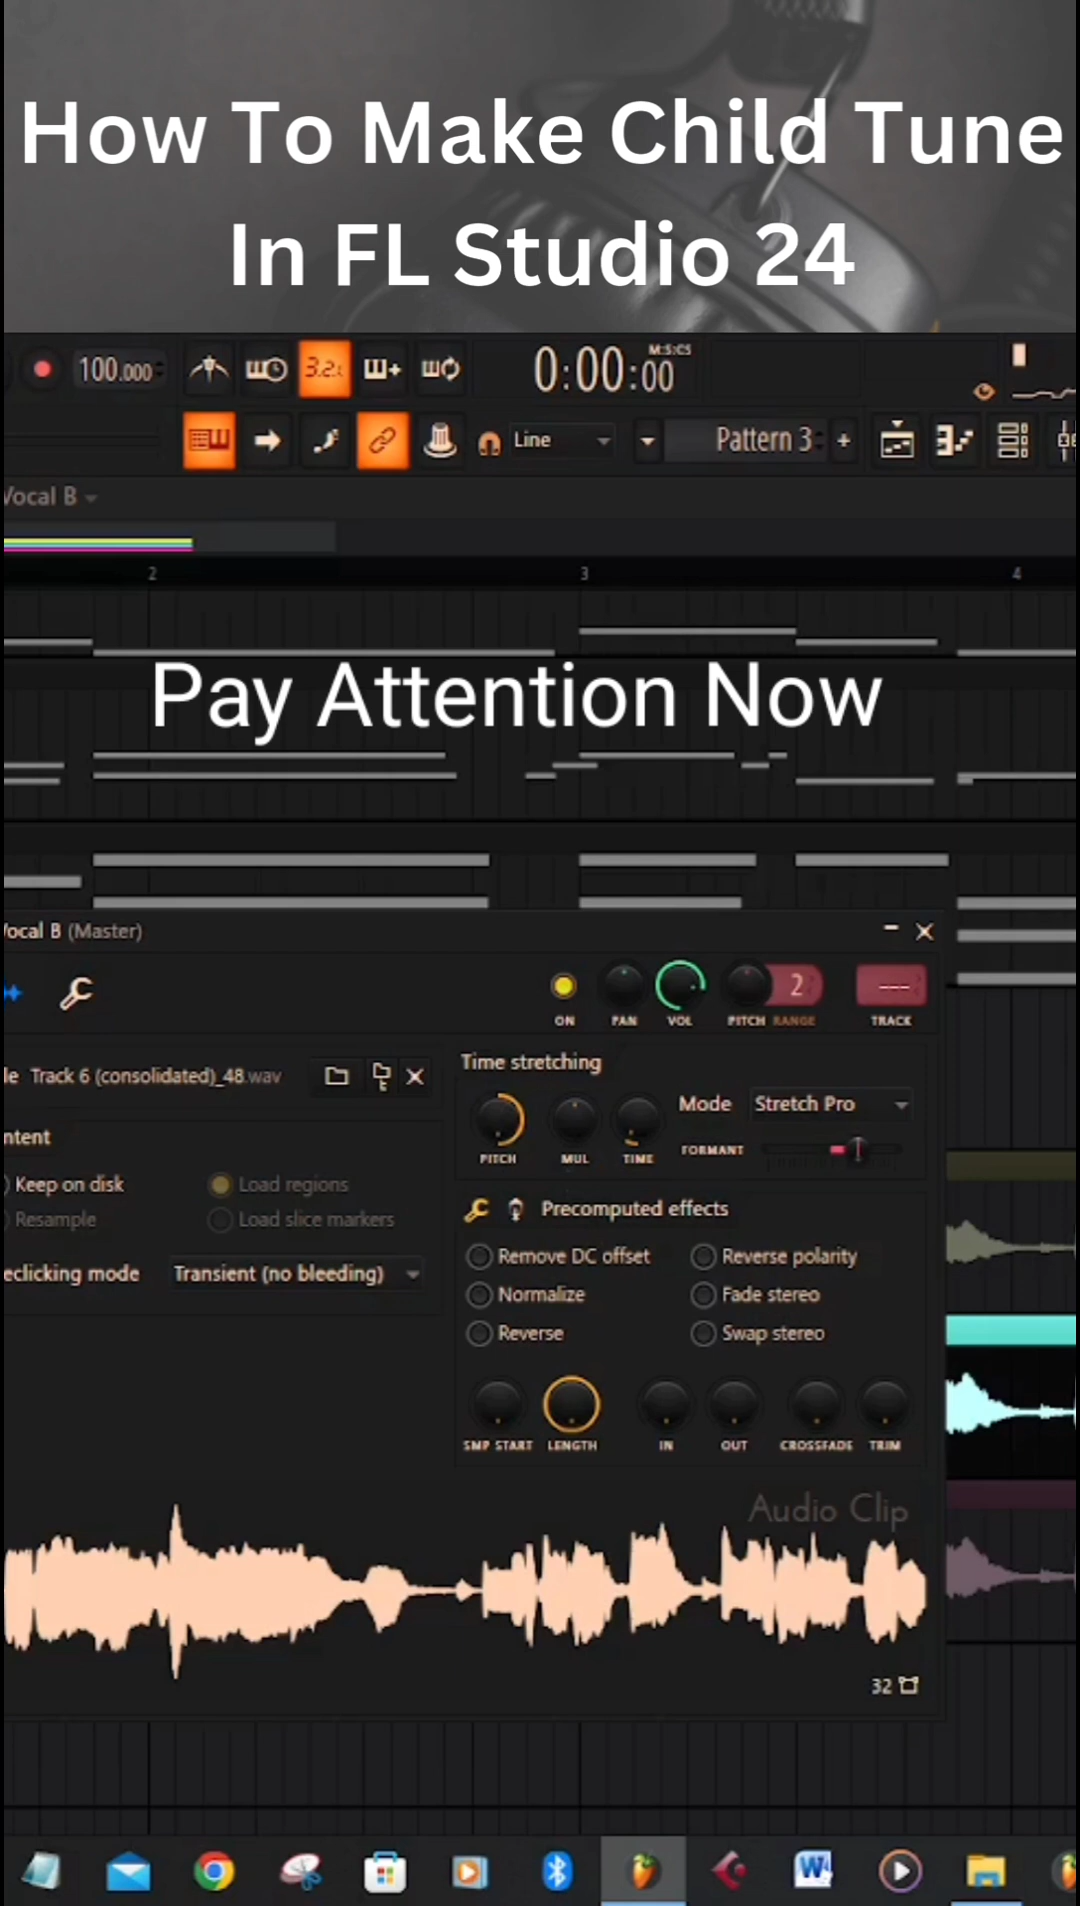 How To Make Child Tune
In FL Studio 24
100.000
3.2.
0:00:00
M:S:CS
Line
Pattern 3
Vocal B
2
3
4
Pay Attention Now
Vocal B (Master)
2
---
ON
PAN
VOL
PITCH
RANGE
TRACK
Track 6 (consolidated)_48.wav
Time stretching
Mode
Stretch Pro
PITCH
MUL
TIME
FORMANT
ntent
Keep on disk
Load regions
Resample
Load slice markers
eclicking mode
Transient (no bleeding)
Precomputed effects
Remove DC offset
Reverse polarity
Normalize
Fade stereo
Reverse
Swap stereo
SMP START
LENGTH
IN
OUT
CROSSFADE
TRIM
Audio Clip
32
W